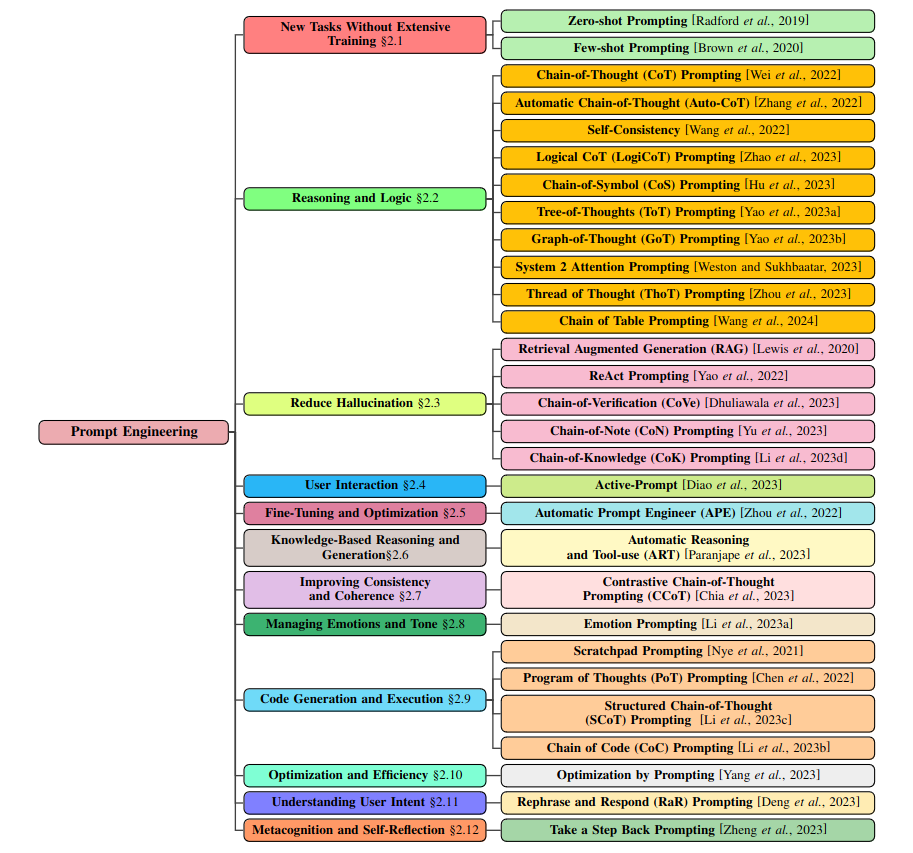 New Tasks Without Extensive
Training §2.1
Zero-shot Prompting [Radford et al., 2019]
Few-shot Prompting [Brown et al., 2020]
Reasoning and Logic §2.2
Chain-of-Thought (CoT) Prompting [Wei et al., 2022]
Automatic Chain-of-Thought (Auto-CoT) [Zhang et al., 2022]
Self-Consistency [Wang et al., 2022]
Logical CoT (LogiCoT) Prompting [Zhao et al., 2023]
Chain-of-Symbol (CoS) Prompting [Hu et al., 2023]
Tree-of-Thoughts (ToT) Prompting [Yao et al., 2023a]
Graph-of-Thought (GoT) Prompting [Yao et al., 2023b]
System 2 Attention Prompting [Weston and Sukhbaatar, 2023]
Thread of Thought (ThoT) Prompting [Zhou et al., 2023]
Chain of Table Prompting [Wang et al., 2024]
Reduce Hallucination §2.3
Retrieval Augmented Generation (RAG) [Lewis et al., 2020]
ReAct Prompting [Yao et al., 2022]
Chain-of-Verification (CoVe) [Dhuliawala et al., 2023]
Chain-of-Note (CoN) Prompting [Yu et al., 2023]
Chain-of-Knowledge (CoK) Prompting [Li et al., 2023d]
Prompt Engineering
User Interaction §2.4
Active-Prompt [Diao et al., 2023]
Fine-Tuning and Optimization §2.5
Automatic Prompt Engineer (APE) [Zhou et al., 2022]
Knowledge-Based Reasoning and
Generation§2.6
Automatic Reasoning
and Tool-use (ART) [Paranjape et al., 2023]
Improving Consistency
and Coherence §2.7
Contrastive Chain-of-Thought
Prompting (CCoT) [Chia et al., 2023]
Managing Emotions and Tone §2.8
Emotion Prompting [Li et al., 2023a]
Code Generation and Execution §2.9
Scratchpad Prompting [Nye et al., 2021]
Program of Thoughts (PoT) Prompting [Chen et al., 2022]
Structured Chain-of-Thought
(SCoT) Prompting [Li et al., 2023c]
Chain of Code (CoC) Prompting [Li et al., 2023b]
Optimization and Efficiency §2.10
Optimization by Prompting [Yang et al., 2023]
Understanding User Intent §2.11
Rephrase and Respond (RaR) Prompting [Deng et al., 2023]
Metacognition and Self-Reflection §2.12
Take a Step Back Prompting [Zheng et al., 2023]